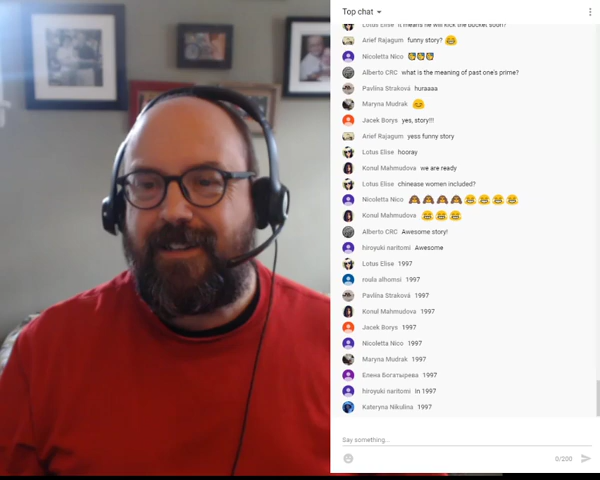 Top chat
Lotus Elise it means he will kick the bucket soon?
Arief Rajagum funny story? 😂
Nicoletta Nico 🥳🥳🥳
Alberto CRC what is the meaning of past one's prime?
Pavlína Straková huraaaa
Maryna Mudrak 😊
Jacek Borys yes, story!!!
Arief Rajagum yess funny story
Lotus Elise hooray
Konul Mahmudova we are ready
Lotus Elise chinease women included?
Nicoletta Nico 🙈🙈🙈🙈😂😂😂😂
Konul Mahmudova 😂😂😂
Alberto CRC Awesome story!
hiroyuki naritomi Awesome
Lotus Elise 1997
roula alhomsi 1997
Pavlína Straková 1997
Konul Mahmudova 1997
Jacek Borys 1997
Nicoletta Nico 1997
Maryna Mudrak 1997
Елена Богатырева 1997
hiroyuki naritomi in 1997
Kateryna Nikulina 1997
Say something...
0/200